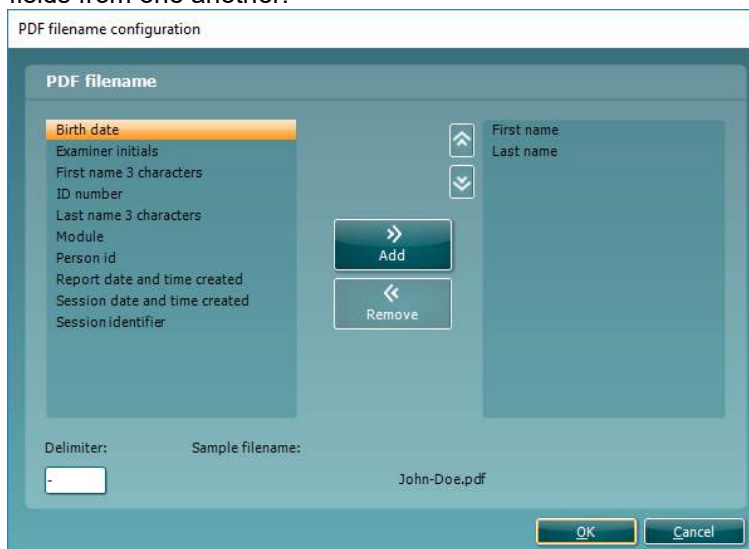 fields from one another.
PDF filename configuration
PDF filename
Birth date
Examiner initials
First name 3 characters
ID number
Last name 3 characters
Module
Person id
Report date and time created
Session date and time created
Session identifier
First name
Last name
Add
Remove
Delimiter:
Sample filename:
-
John-Doe.pdf
OK
Cancel